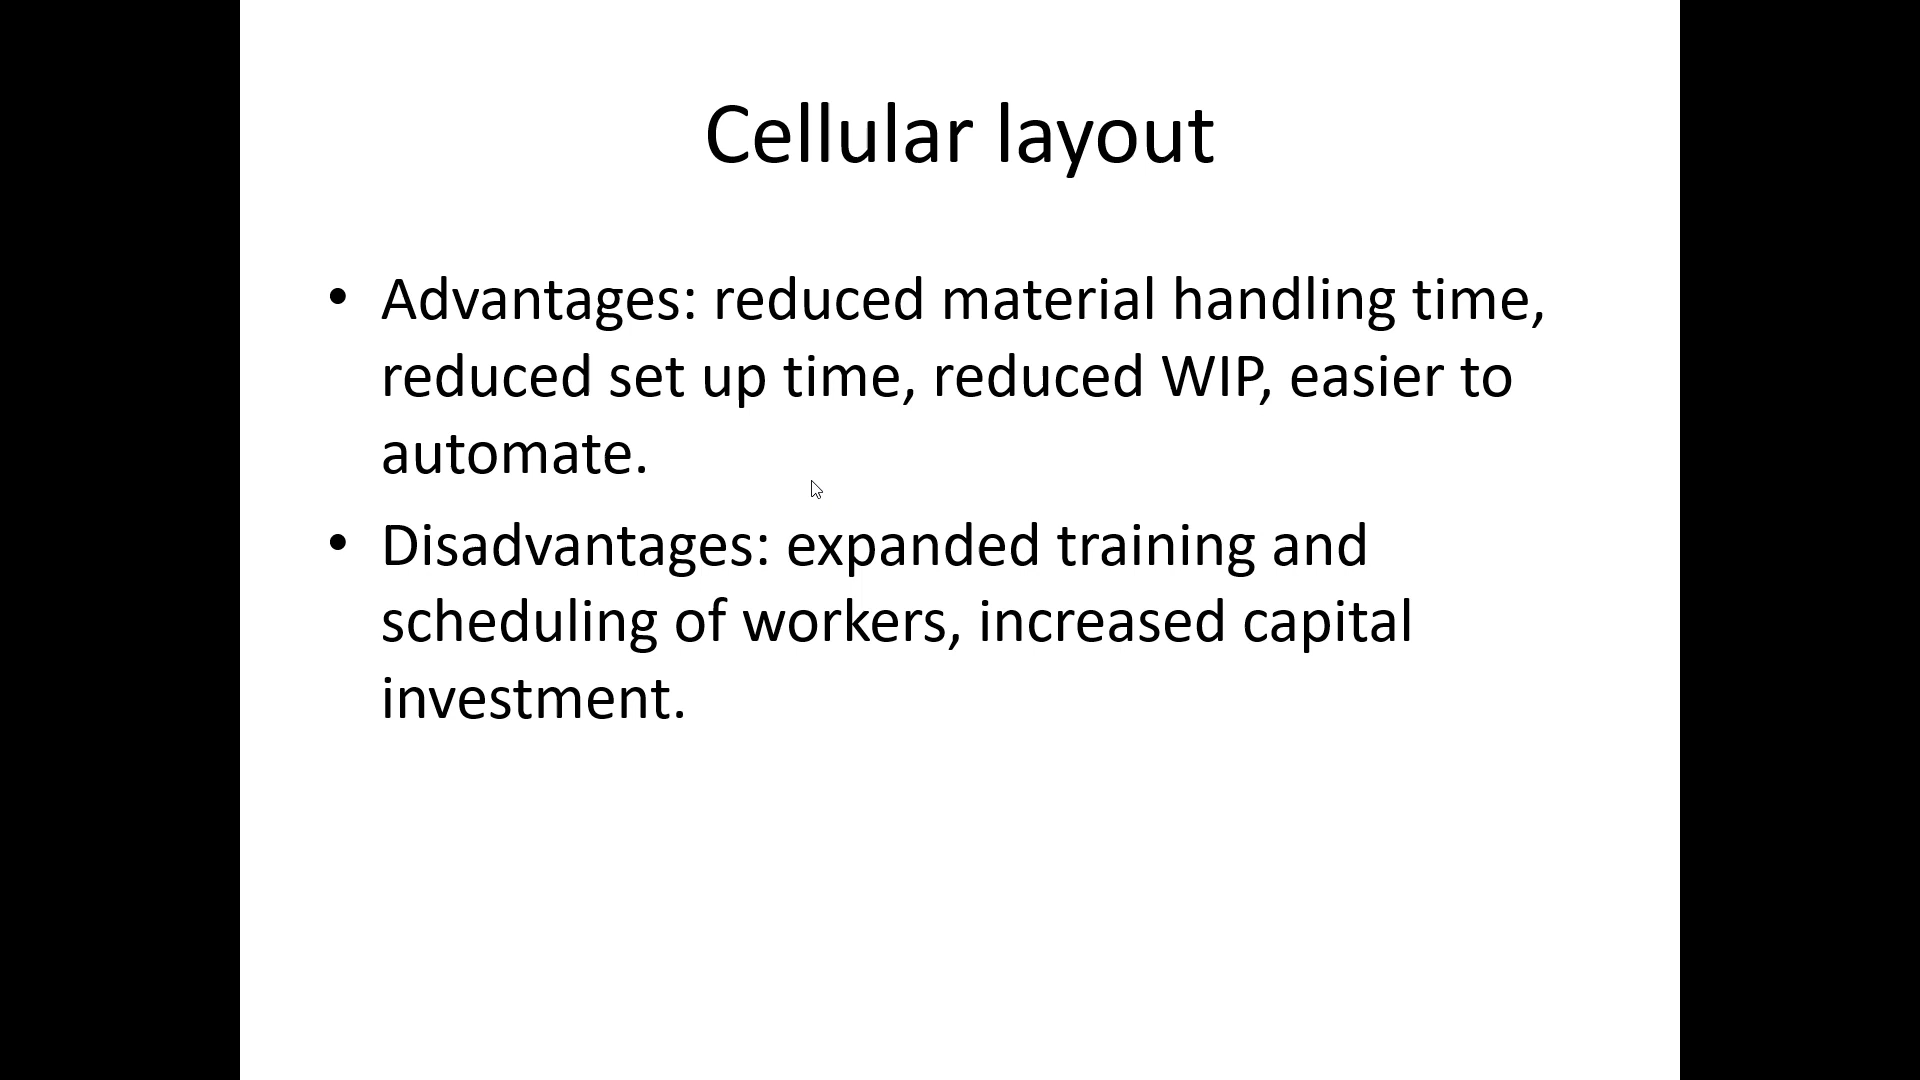 Cellular layout
• Advantages: reduced material handling time,
reduced set up time, reduced WIP, easier to
automate.
• Disadvantages: expanded training and
scheduling of workers, increased capital
investment.